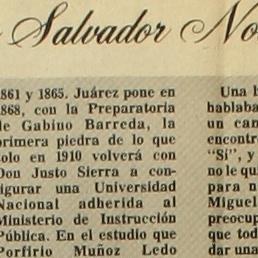 Salvador No
1861 y 1865. Juárez pone en
1868, con la Preparatoria
de Gabino Barreda, la
primera piedra de lo que
solo en 1910 volverá con
Don Justo Sierra a con-
figurar una Universidad
Nacional adherida al
Ministerio de Instrucción
Pública. En el estudio que
Porfirio Muñoz Ledo
Una h
hablaba
un can
encontr
"Sí", y
no le qui
para n
Miguel
preocup
que tod
dar una